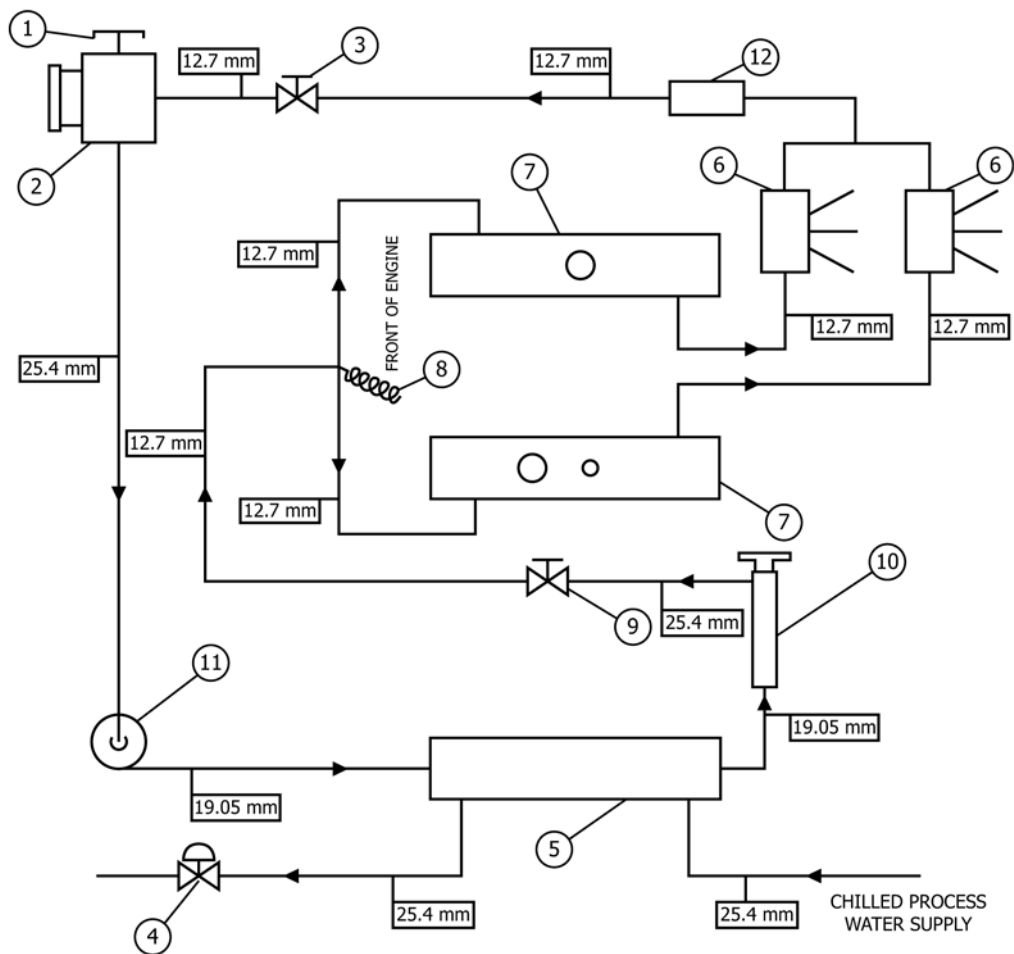 1
12.7 mm
3
12.7 mm
12
2
6
6
7
12.7 mm
FRONT OF ENGINE
12.7 mm
12.7 mm
25.4 mm
8
12.7 mm
12.7 mm
7
10
9
25.4 mm
11
19.05 mm
19.05 mm
5
4
25.4 mm
25.4 mm
CHILLED PROCESS
WATER SUPPLY